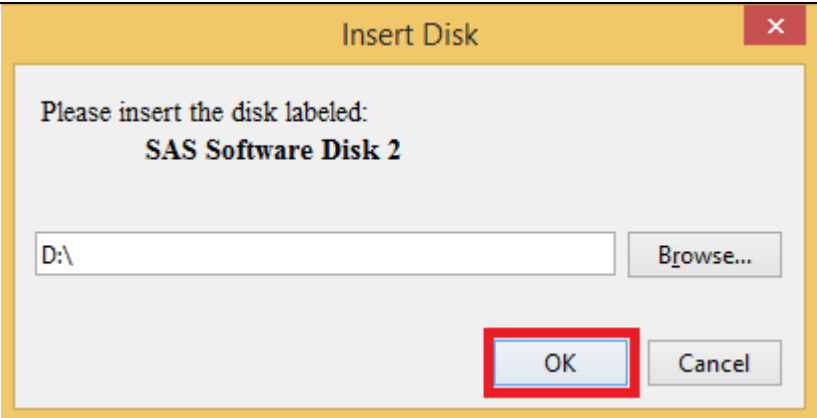 Insert Disk
Please insert the disk labeled:
SAS Software Disk 2
D:\
Browse...
OK
Cancel